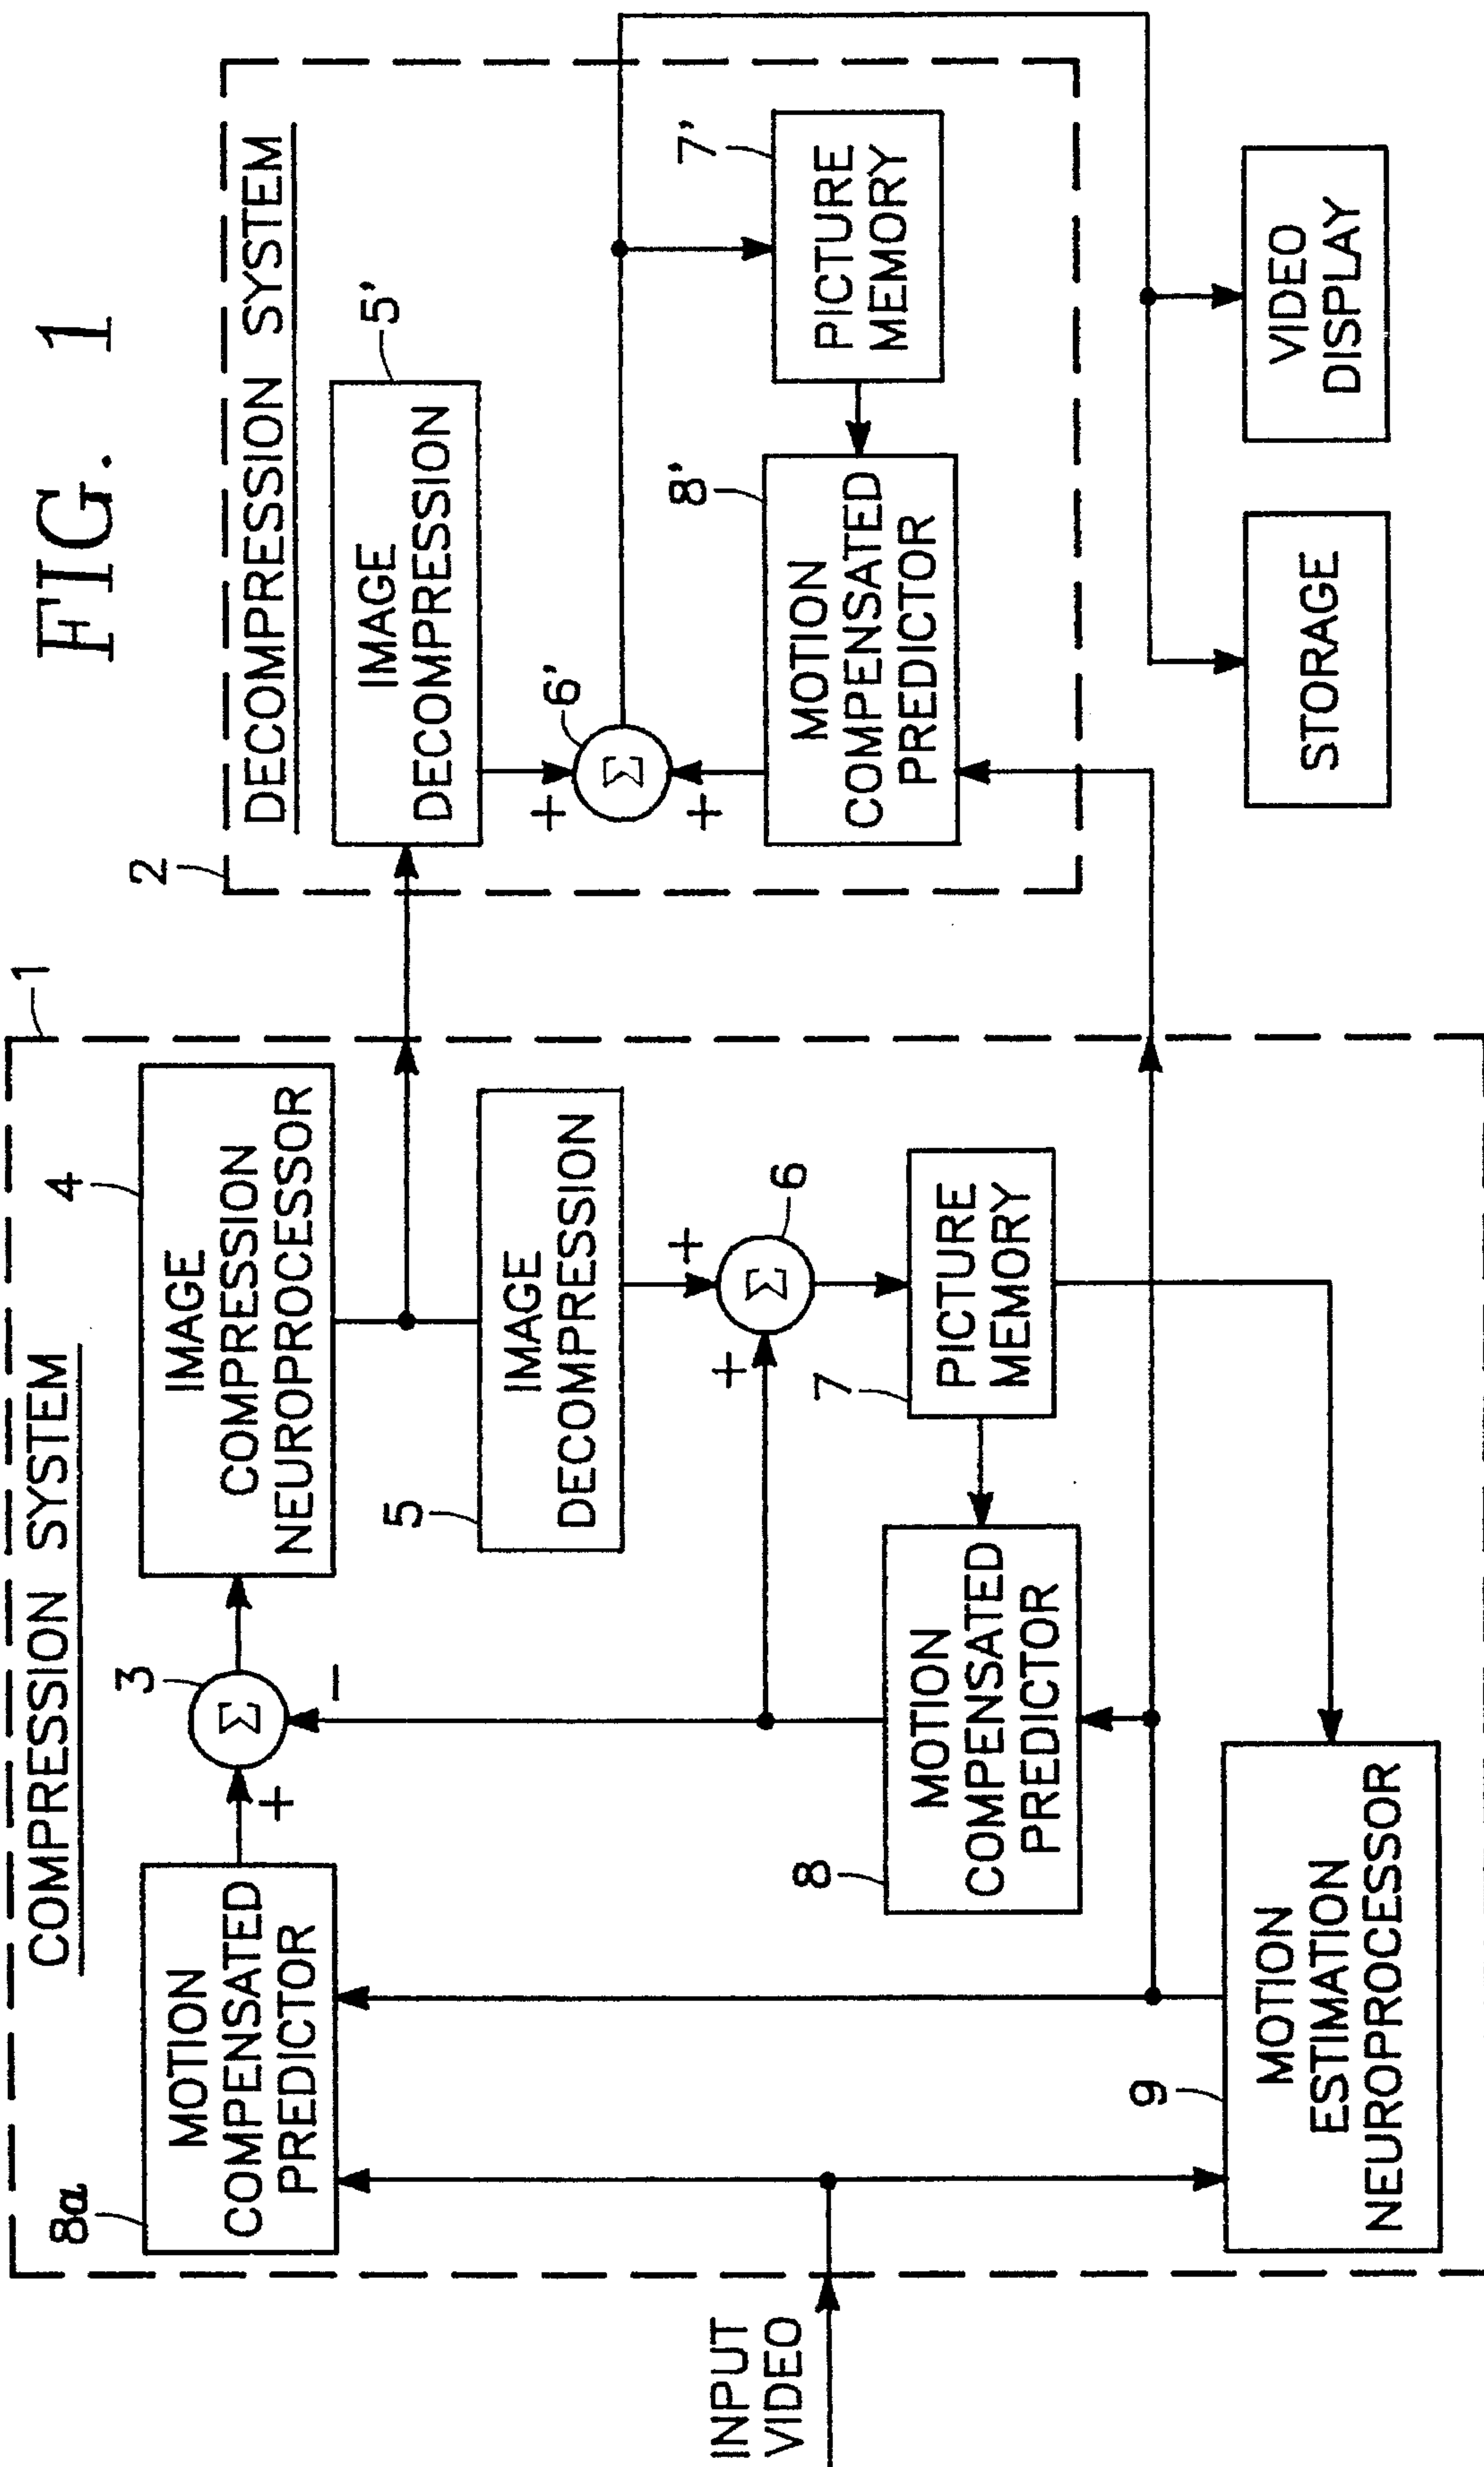 FIG. 1
COMPRESSION SYSTEM
1
8a
MOTION
COMPENSATED
PREDICTOR
+
3
Σ
−
4
IMAGE
COMPRESSION
NEUROPROCESSOR
5
IMAGE
DECOMPRESSION
+
+
6
Σ
7
PICTURE
MEMORY
8
MOTION
COMPENSATED
PREDICTOR
9
MOTION
ESTIMATION
NEUROPROCESSOR
INPUT
VIDEO
2
DECOMPRESSION SYSTEM
5'
IMAGE
DECOMPRESSION
+
6'
Σ
+
7'
PICTURE
MEMORY
8'
MOTION
COMPENSATED
PREDICTOR
STORAGE
VIDEO
DISPLAY